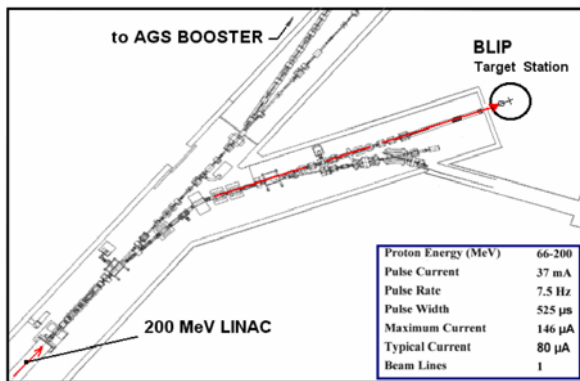 to AGS BOOSTER
BLIP
Target Station
200 MeV LINAC
Proton Energy (MeV) 66-200
Pulse Current 37 mA
Pulse Rate 7.5 Hz
Pulse Width 525 µs
Maximum Current 146 µA
Typical Current 80 µA
Beam Lines 1